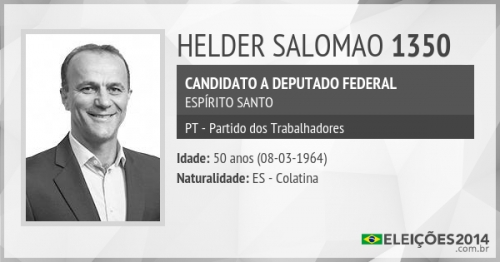 HELDER SALOMAO 1350
CANDIDATO A DEPUTADO FEDERAL
ESPÍRITO SANTO
PT - Partido dos Trabalhadores
Idade: 50 anos (08-03-1964)
Naturalidade: ES - Colatina
ELEIÇÕES2014
.com.br